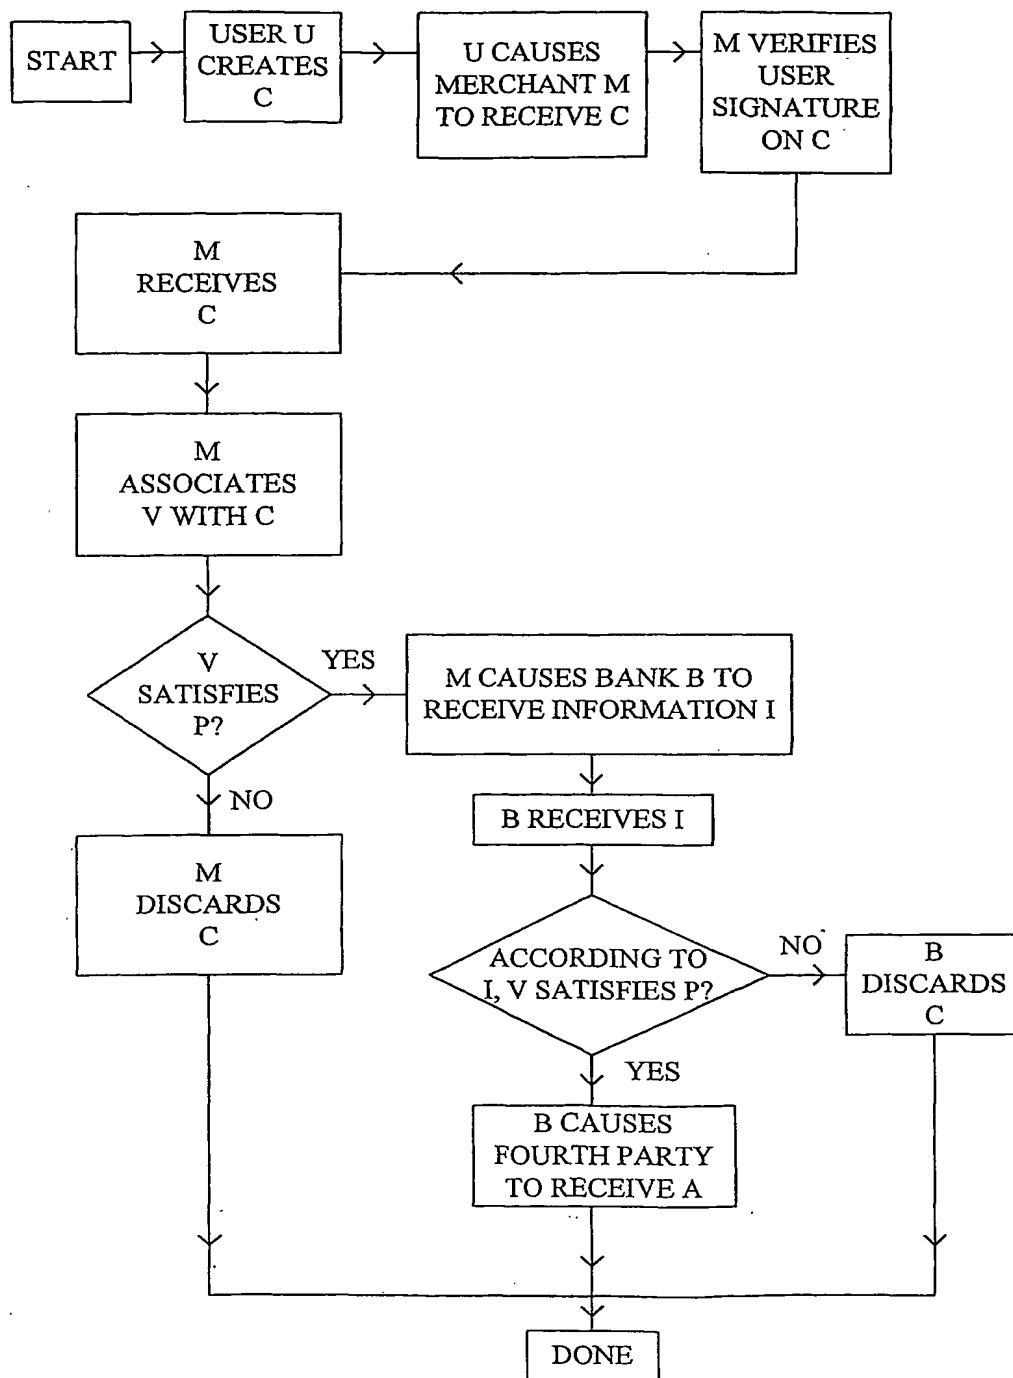 START
USER U
CREATES
C
U CAUSES
MERCHANT M
TO RECEIVE C
M VERIFIES
USER
SIGNATURE
ON C
M
RECEIVES
C
M
ASSOCIATES
V WITH C
V
SATISFIES
P?
YES
M CAUSES BANK B TO
RECEIVE INFORMATION I
NO
B RECEIVES I
M
DISCARDS
C
ACCORDING TO
I, V SATISFIES P?
NO
B
DISCARDS
C
YES
B CAUSES
FOURTH PARTY
TO RECEIVE A
DONE